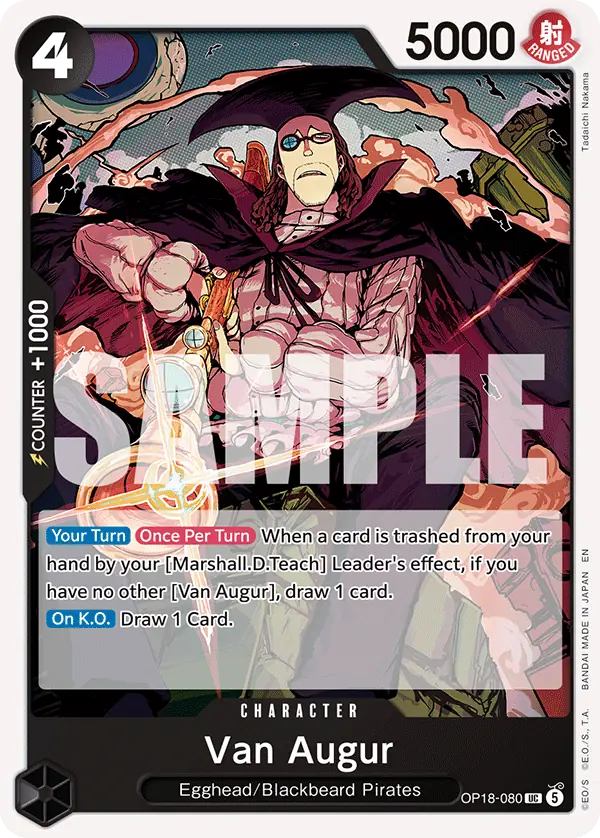 4
5000
射
RANGED
Tadaichi Nakama
COUNTER +1000
SAMPLE
Your Turn Once Per Turn When a card is trashed from your
hand by your [Marshall.D.Teach] Leader's effect, if you
have no other [Van Augur], draw 1 card.
On K.O. Draw 1 Card.
©EO/S ©E.O./S., T.A. BANDAI MADE IN JAPAN EN
CHARACTER
Van Augur
Egghead/Blackbeard Pirates
OP18-080 UC 5